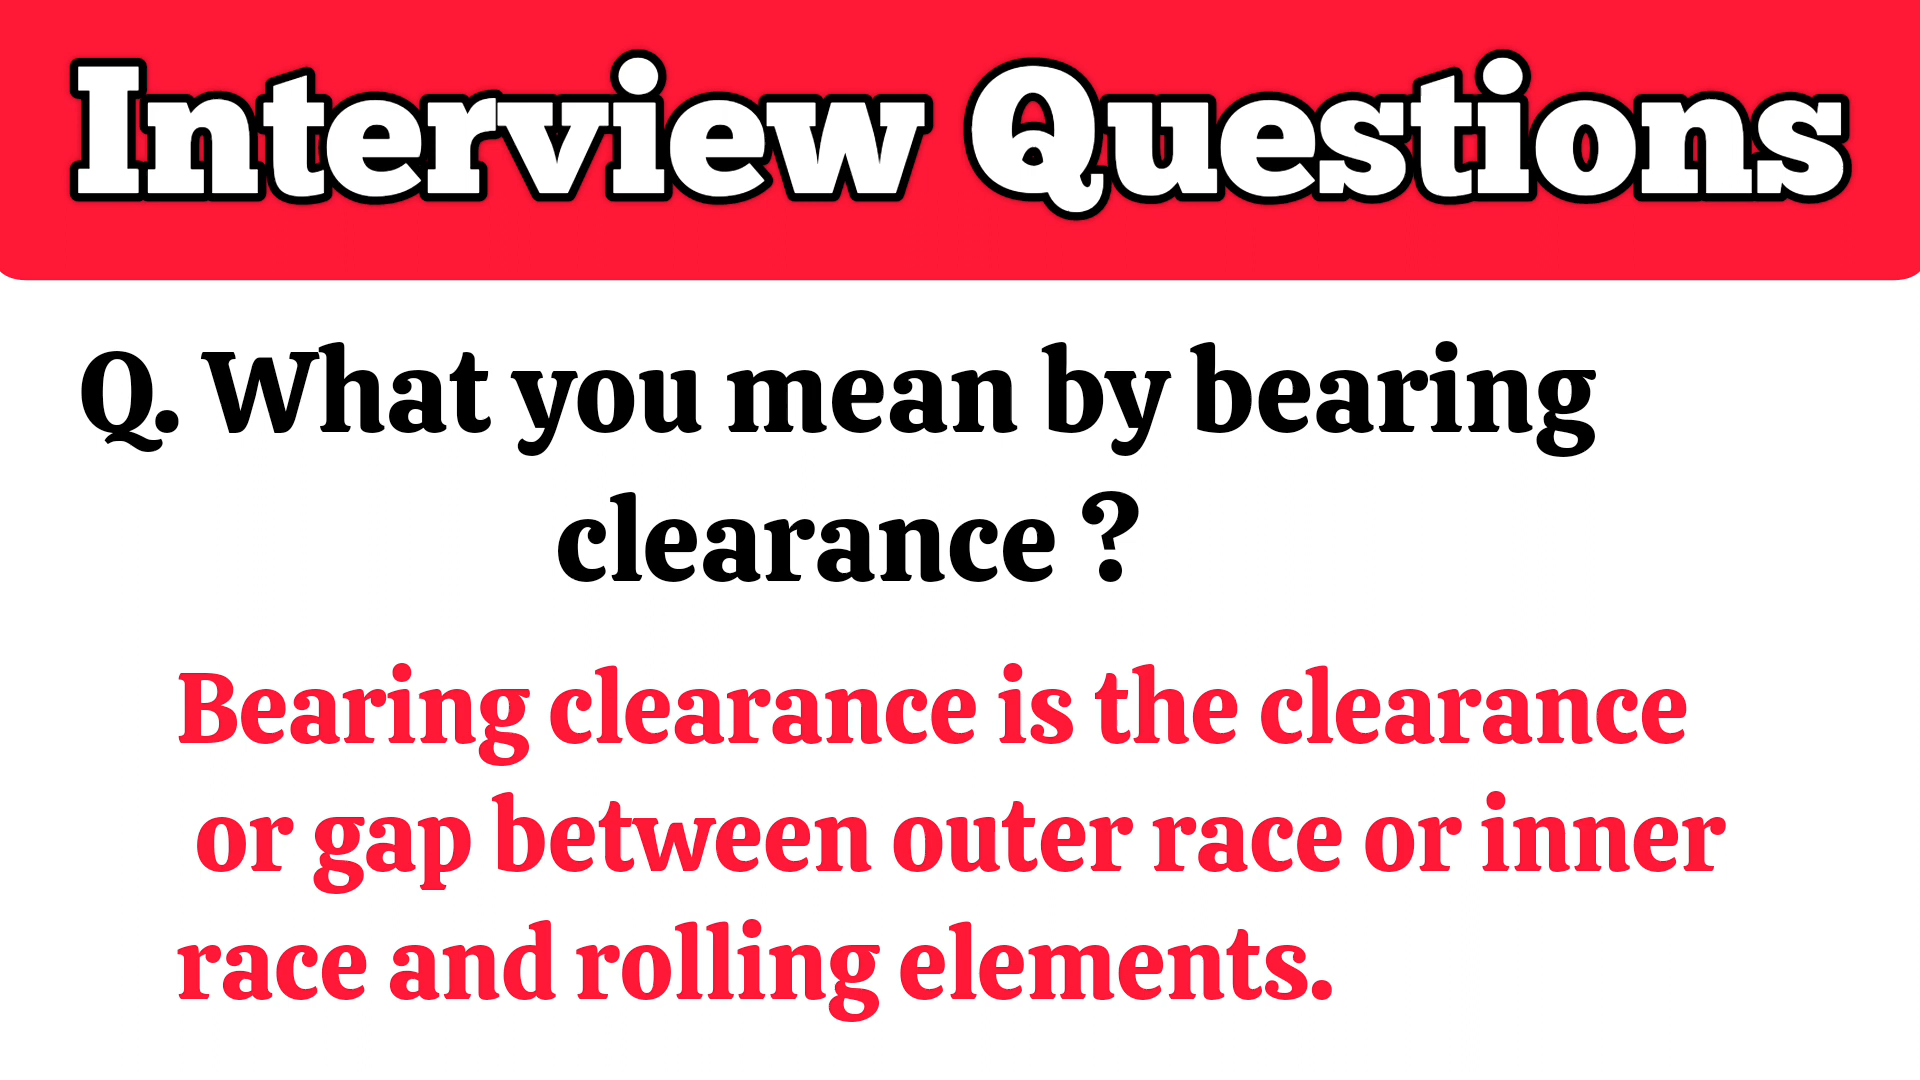 Interview Questions
Q. What you mean by bearing
clearance ?
Bearing clearance is the clearance
or gap between outer race or inner
race and rolling elements.